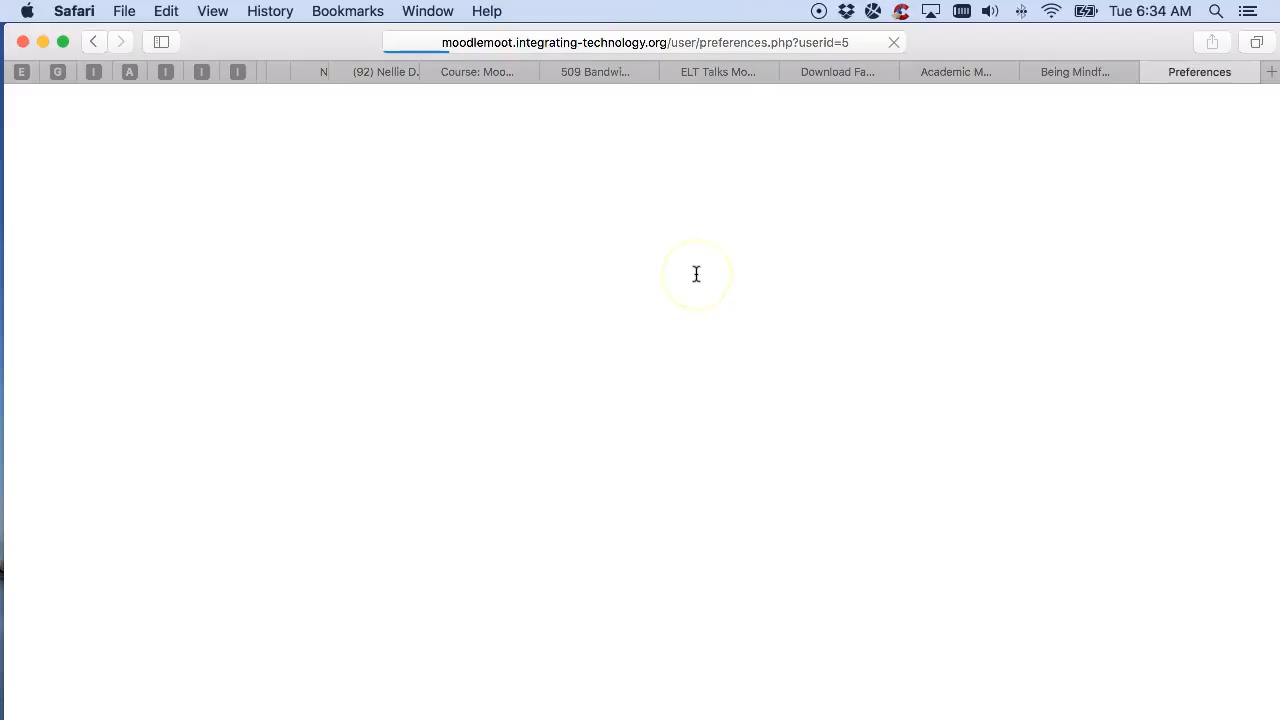 Safari File Edit View History Bookmarks Window Help Tue 6:34 AM
moodlemoot.integrating-technology.org/user/preferences.php?userid=5
E G I A I I I N (92) Nellie D. Course: Moo... 509 Bandwi... ELT Talks Mo... Download Fa... Academic M... Being Mindf... Preferences